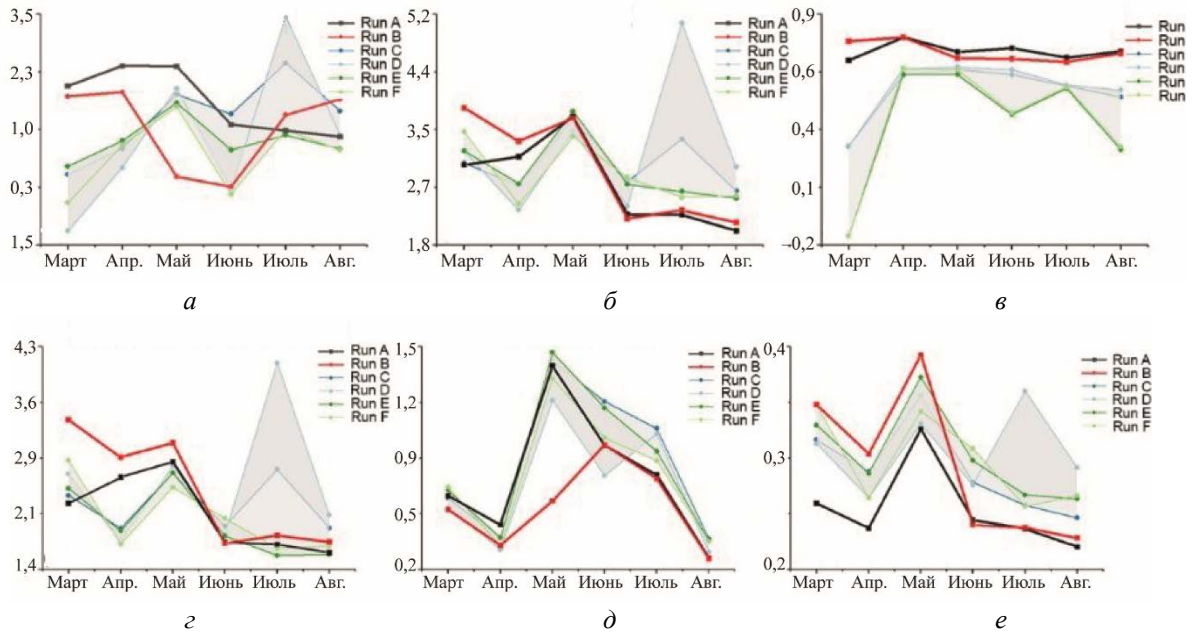 3,5
2,3
1,0
0,3
1,5
Run A
Run B
Run C
Run D
Run E
Run F
Март Апр. Май Июнь Июль Авг.
а
5,2
4,4
3,5
2,7
1,8
Run A
Run B
Run C
Run D
Run E
Run F
Март Апр. Май Июнь Июль Авг.
б
0,9
0,6
0,4
0,1
-0,2
Run
Run
Run
Run
Run
Run
Март Апр. Май Июнь Июль Авг.
в
4,3
3,6
2,9
2,1
1,4
Run A
Run B
Run C
Run D
Run E
Run F
Март Апр. Май Июнь Июль Авг.
г
1,5
1,2
0,9
0,5
0,2
Run A
Run B
Run C
Run D
Run E
Run F
Март Апр. Май Июнь Июль Авг.
д
0,4
0,3
0,2
Run A
Run B
Run C
Run D
Run E
Run F
Март Апр. Май Июнь Июль Авг.
е